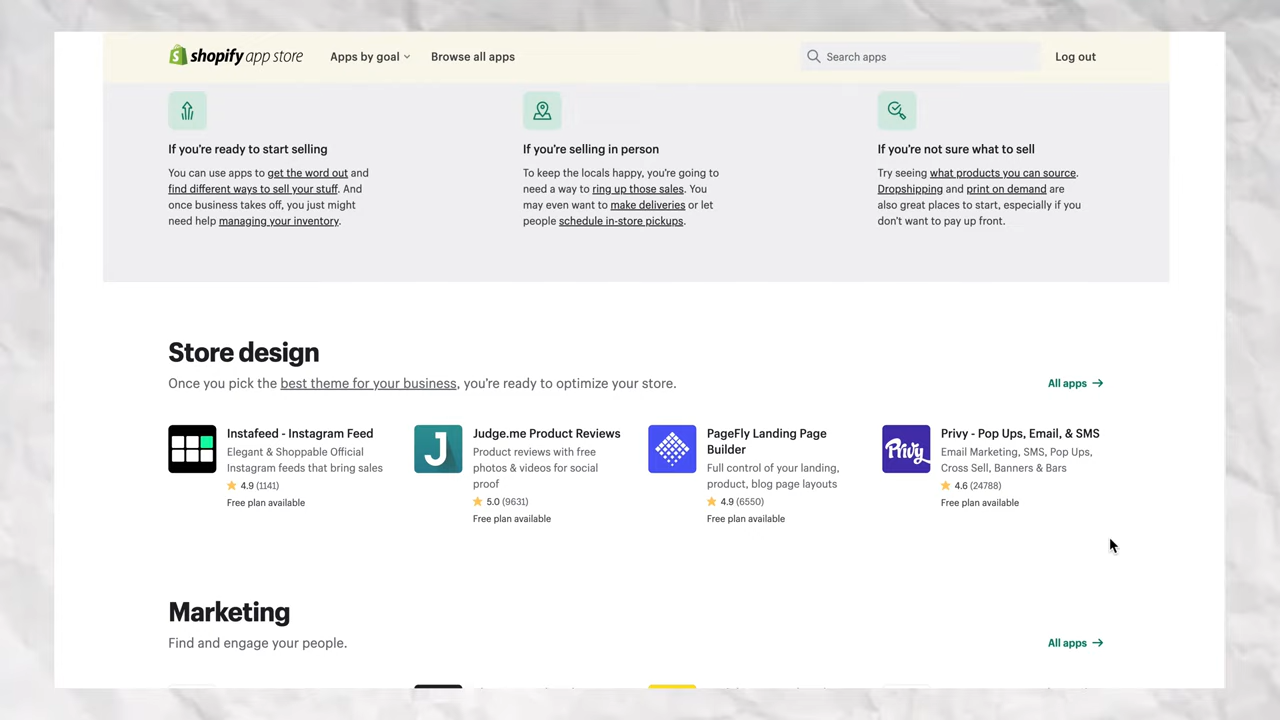 shopify app store
Apps by goal
Browse all apps
Search apps
Log out
If you're ready to start selling
You can use apps to get the word out and
find different ways to sell your stuff. And
once business takes off, you just might
need help managing your inventory.
If you're selling in person
To keep the locals happy, you're going to
need a way to ring up those sales. You
may even want to make deliveries or let
people schedule in-store pickups.
If you're not sure what to sell
Try seeing what products you can source.
Dropshipping and print on demand are
also great places to start, especially if you
don't want to pay up front.
Store design
Once you pick the best theme for your business, you're ready to optimize your store.
All apps
Instafeed - Instagram Feed
Elegant & Shoppable Official
Instagram feeds that bring sales
4.9 (1141)
Free plan available
J
Judge.me Product Reviews
Product reviews with free
photos & videos for social
proof
5.0 (9631)
Free plan available
PageFly Landing Page
Builder
Full control of your landing,
product, blog page layouts
4.9 (6550)
Free plan available
Privy
Privy - Pop Ups, Email, & SMS
Email Marketing, SMS, Pop Ups,
Cross Sell, Banners & Bars
4.6 (24788)
Free plan available
Marketing
Find and engage your people.
All apps